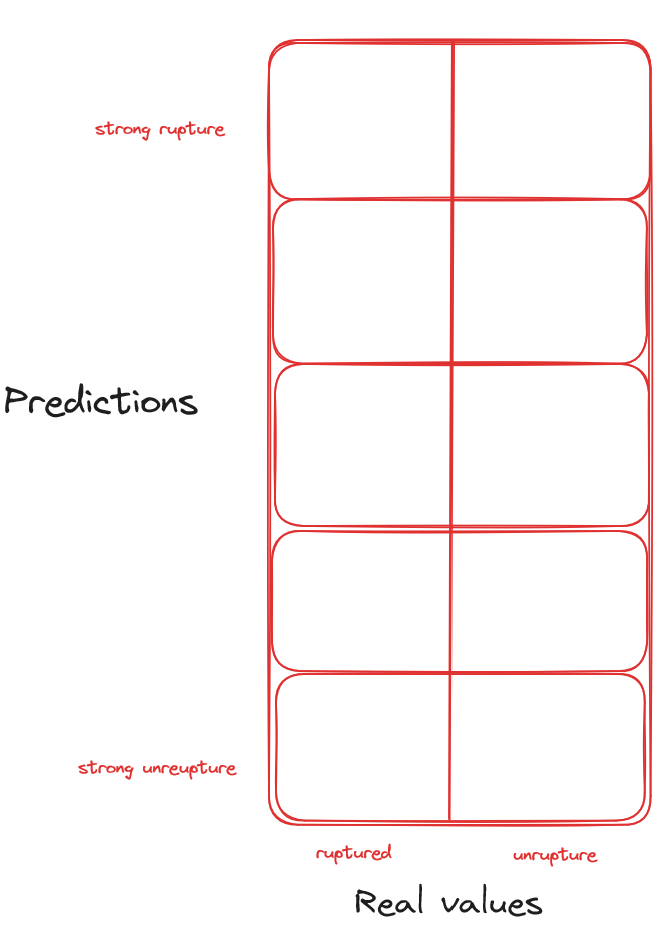 strong rupture
Predictions
strong unreupture
ruptured
unrupture
Real values